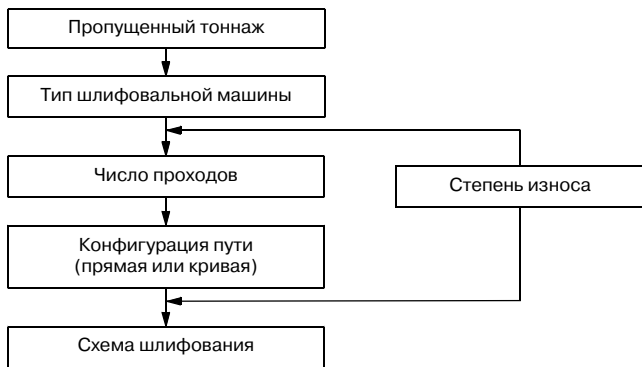 Пропущенный тоннаж
Тип шлифовальной машины
Число проходов
Степень износа
Конфигурация пути
(прямая или кривая)
Схема шлифования